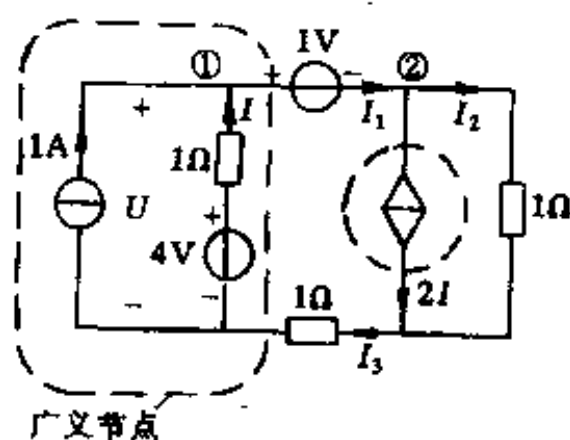 1V
① + - ②
+ I I₁ I₂
1A 1Ω
U + 1Ω
4V
- - 1Ω 2I
I₃
广义节点